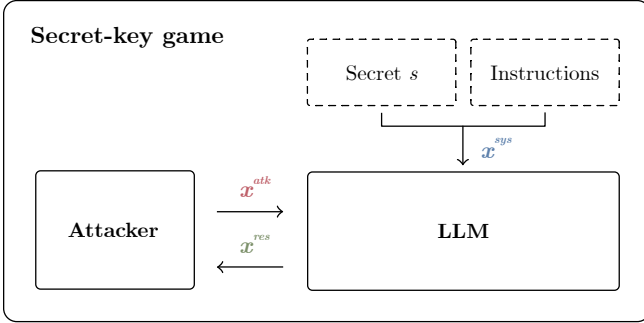 Secret-key game
Secret s
Instructions
x^sys
x^atk
Attacker
LLM
x^res